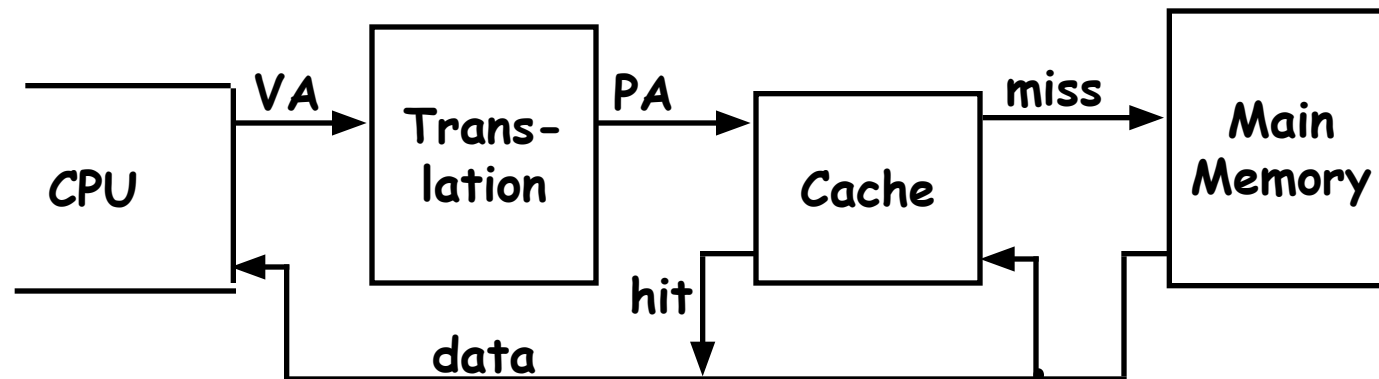 VA
PA
miss
CPU
Trans-
lation
Cache
Main
Memory
hit
data